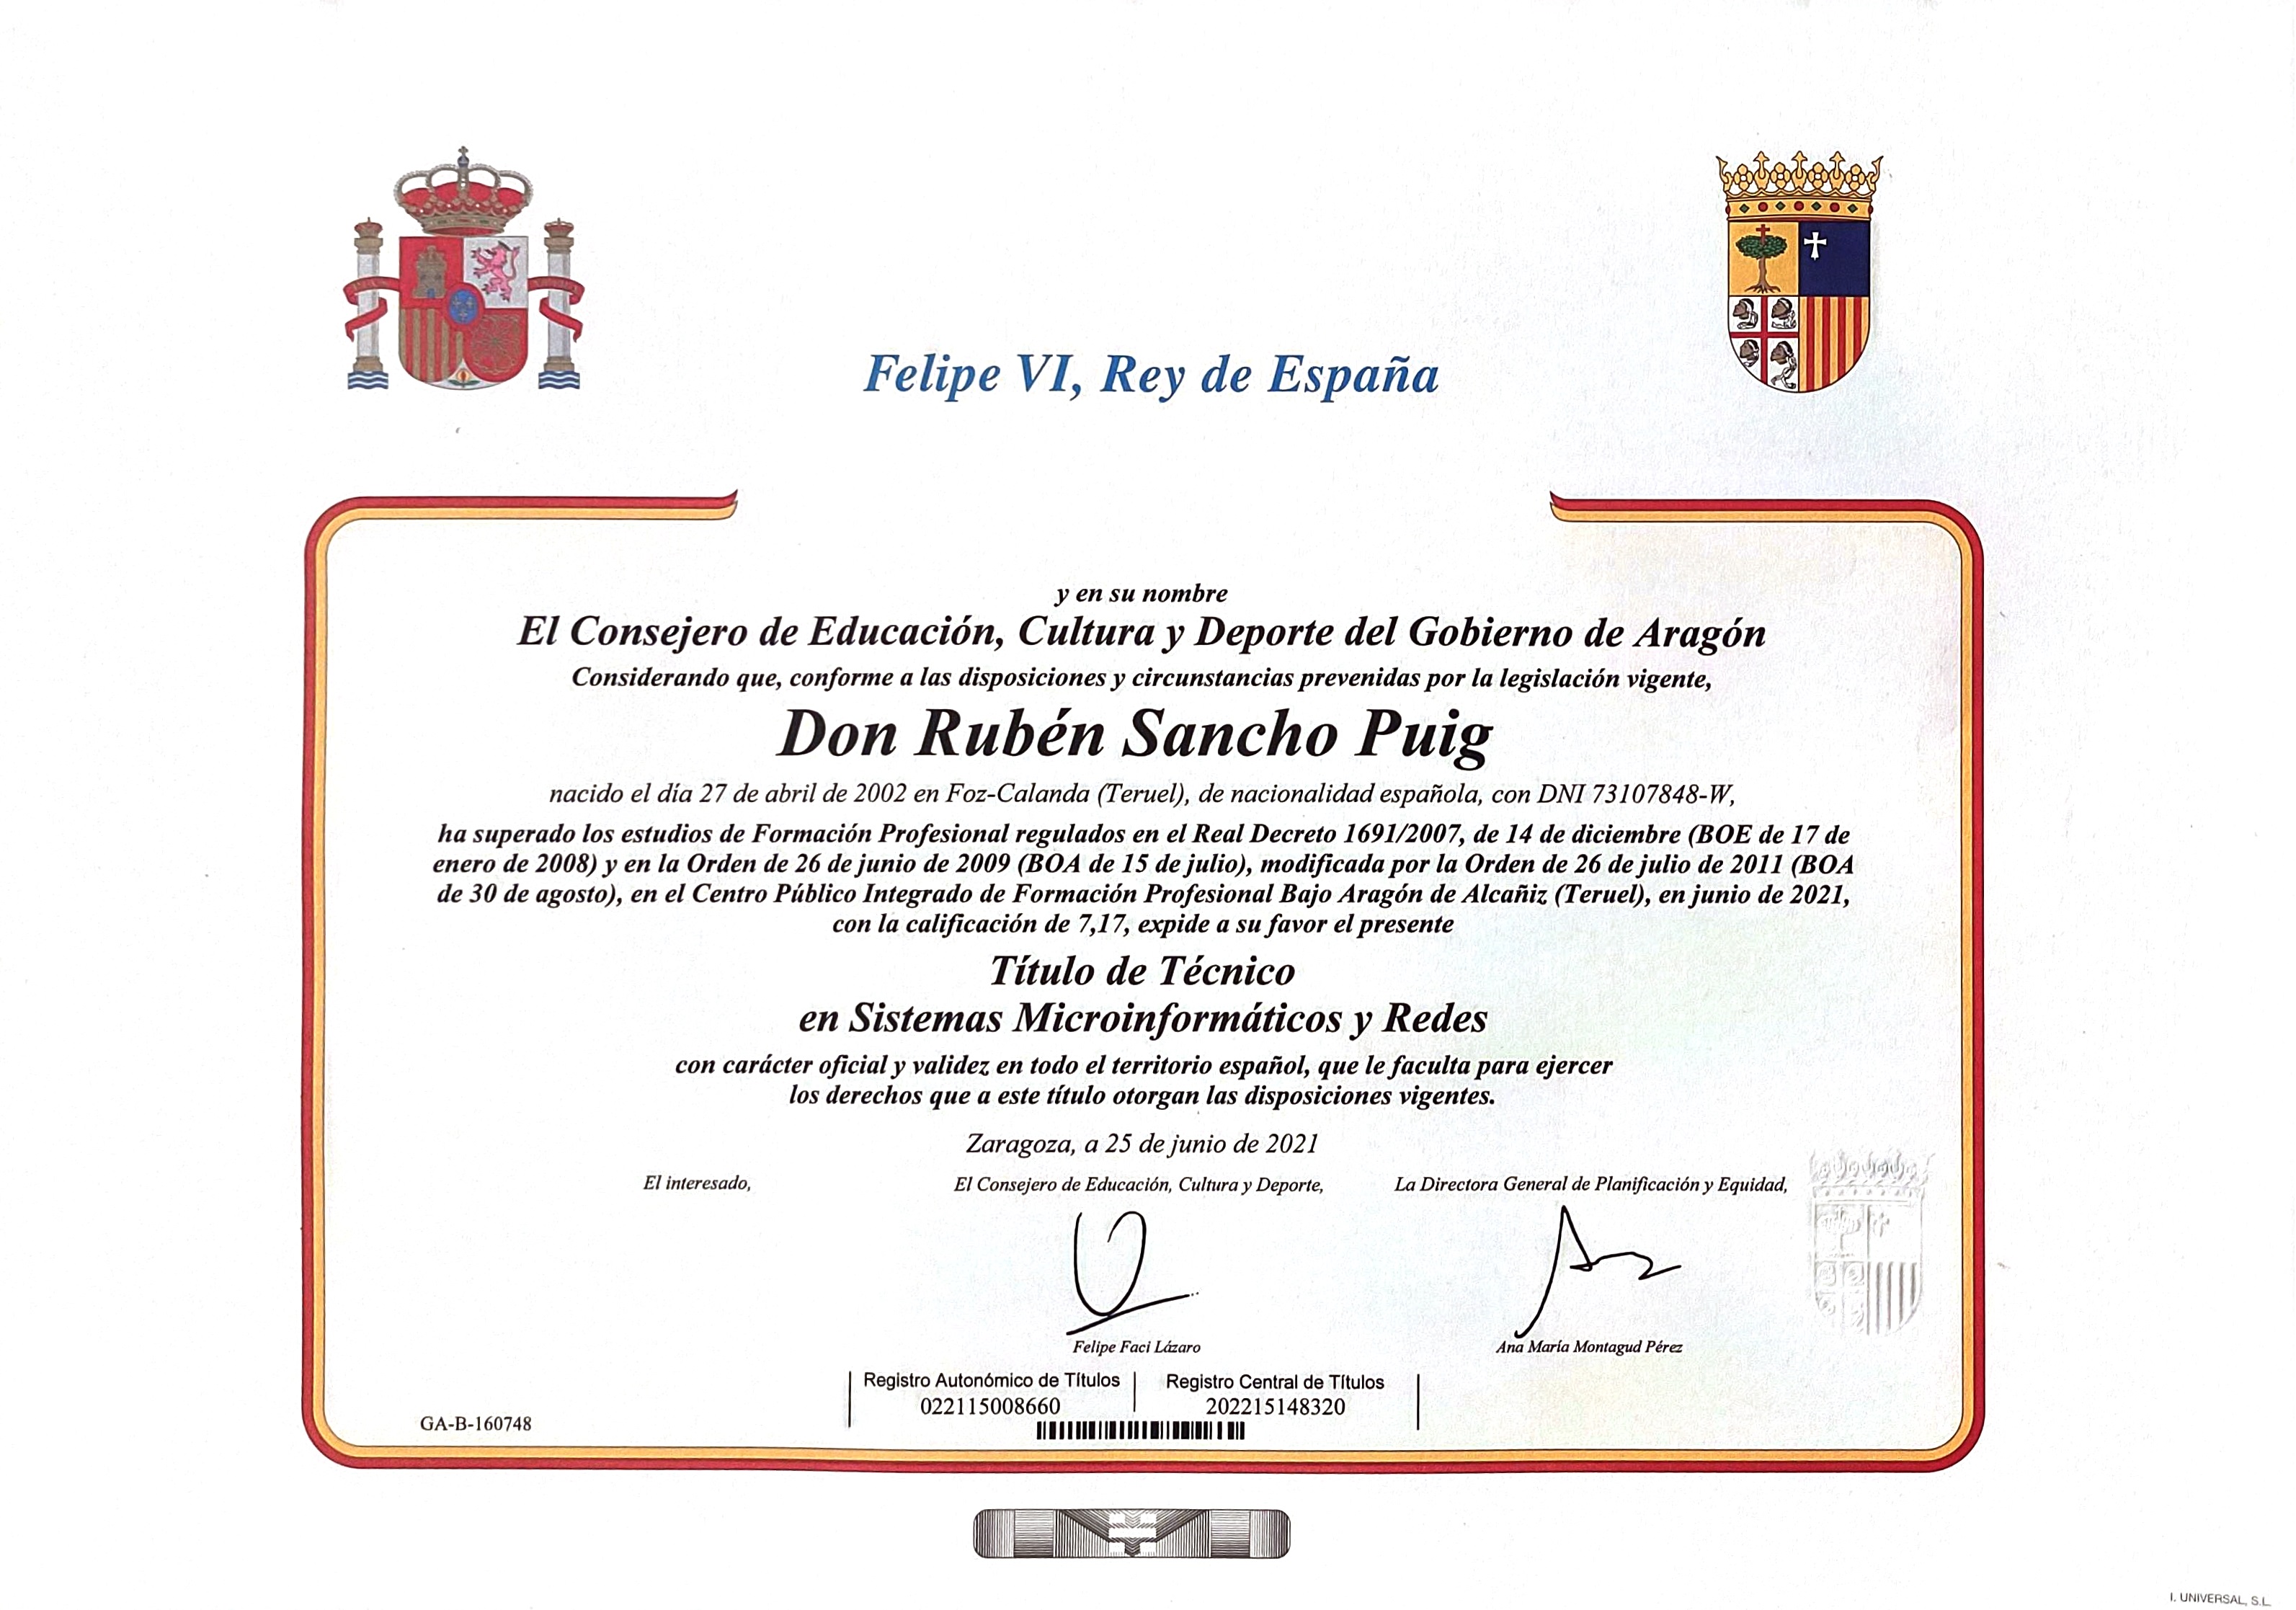 Felipe VI, Rey de España
y en su nombre
El Consejero de Educación, Cultura y Deporte del Gobierno de Aragón
Considerando que, conforme a las disposiciones y circunstancias prevenidas por la legislación vigente,
Don Rubén Sancho Puig
nacido el día 27 de abril de 2002 en Foz-Calanda (Teruel), de nacionalidad española, con DNI 73107848-W,
ha superado los estudios de Formación Profesional regulados en el Real Decreto 1691/2007, de 14 de diciembre (BOE de 17 de
enero de 2008) y en la Orden de 26 de junio de 2009 (BOA de 15 de julio), modificada por la Orden de 26 de julio de 2011 (BOA
de 30 de agosto), en el Centro Público Integrado de Formación Profesional Bajo Aragón de Alcañiz (Teruel), en junio de 2021,
con la calificación de 7,17, expide a su favor el presente
Título de Técnico
en Sistemas Microinformáticos y Redes
con carácter oficial y validez en todo el territorio español, que le faculta para ejercer
los derechos que a este título otorgan las disposiciones vigentes.
Zaragoza, a 25 de junio de 2021
El interesado,
El Consejero de Educación, Cultura y Deporte,
La Directora General de Planificación y Equidad,
Felipe Faci Lázaro
Ana María Montagud Pérez
Registro Autonómico de Títulos
022115008660
Registro Central de Títulos
202215148320
GA-B-160748
I. UNIVERSAL, S.L.